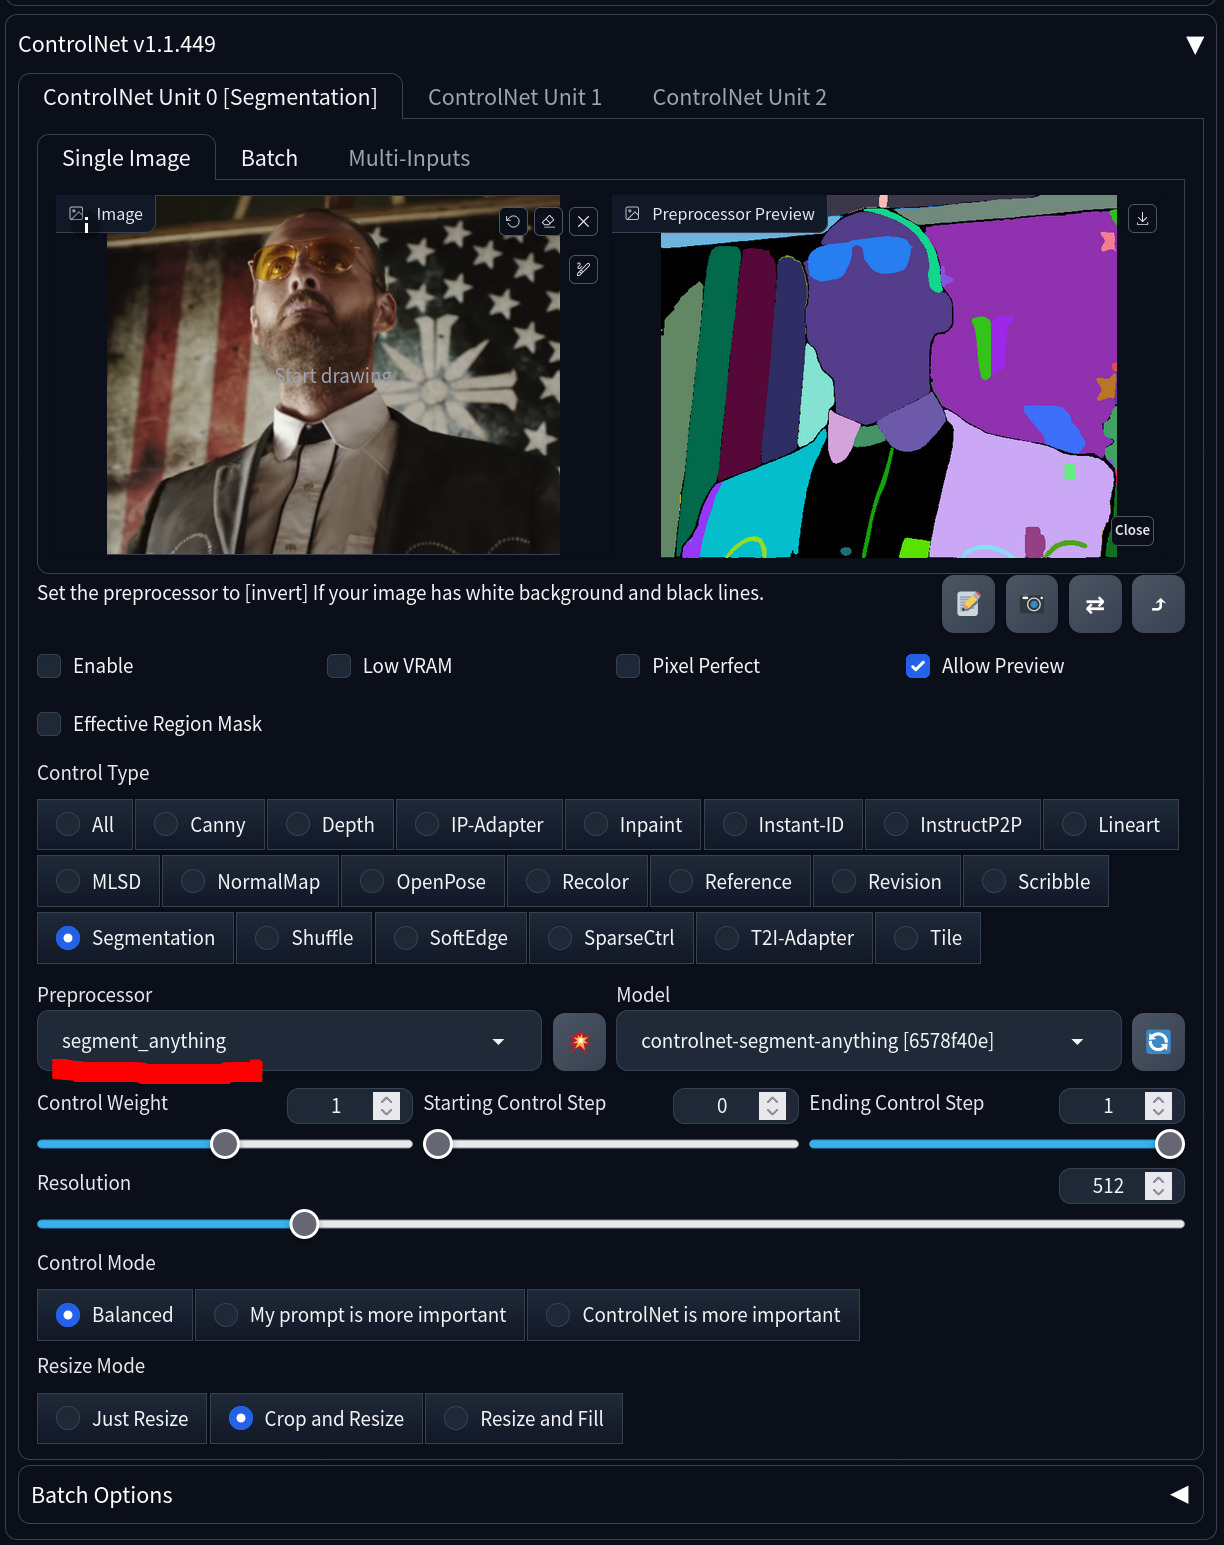 ControlNet v1.1.449
ControlNet Unit 0 [Segmentation] ControlNet Unit 1 ControlNet Unit 2
Single Image Batch Multi-Inputs
Image Preprocessor Preview
Start drawing
Close
Set the preprocessor to [invert] If your image has white background and black lines.
Enable Low VRAM Pixel Perfect Allow Preview
Effective Region Mask
Control Type
All Canny Depth IP-Adapter Inpaint Instant-ID InstructP2P Lineart
MLSD NormalMap OpenPose Recolor Reference Revision Scribble
Segmentation Shuffle SoftEdge SparseCtrl T2I-Adapter Tile
Preprocessor Model
segment_anything controlnet-segment-anything [6578f40e]
Control Weight 1 Starting Control Step 0 Ending Control Step 1
Resolution 512
Control Mode
Balanced My prompt is more important ControlNet is more important
Resize Mode
Just Resize Crop and Resize Resize and Fill
Batch Options